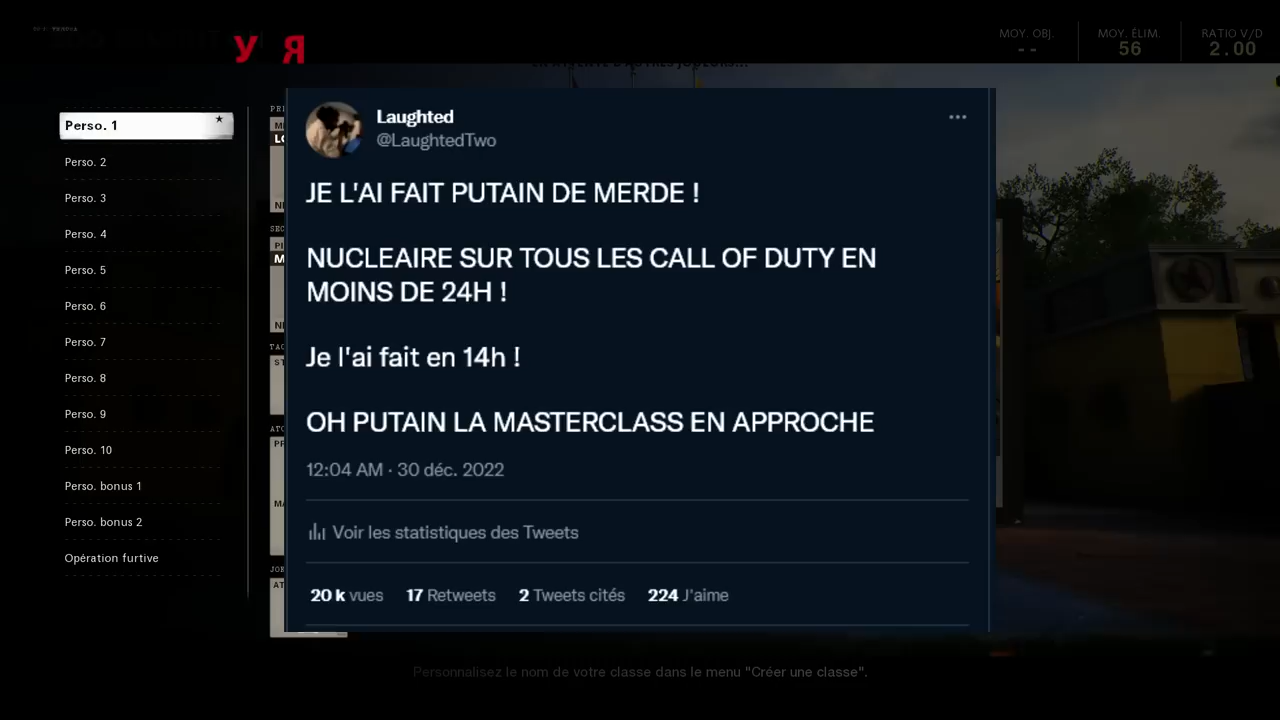 У Я
MOY. OBJ.
--
MOY. ÉLIM.
56
RATIO V/D
2.00
Perso. 1
Perso. 2
Perso. 3
Perso. 4
Perso. 5
Perso. 6
Perso. 7
Perso. 8
Perso. 9
Perso. 10
Perso. bonus 1
Perso. bonus 2
Opération furtive
Laughted
@LaughtedTwo
JE L'AI FAIT PUTAIN DE MERDE !
NUCLEAIRE SUR TOUS LES CALL OF DUTY EN
MOINS DE 24H !
Je l'ai fait en 14h !
OH PUTAIN LA MASTERCLASS EN APPROCHE
12:04 AM · 30 déc. 2022
Voir les statistiques des Tweets
20 k vues 17 Retweets 2 Tweets cités 224 J'aime
Personnalisez le nom de votre classe dans le menu "Créer une classe".